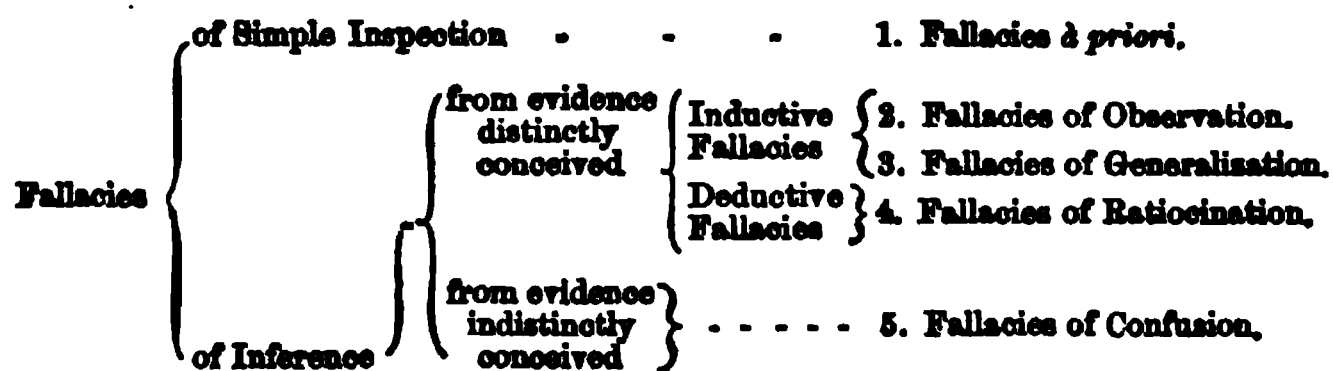 of Simple Inspection - - - 1. Fallacies à priori.
from evidence distinctly conceived
Inductive Fallacies
2. Fallacies of Observation.
3. Fallacies of Generalization.
Fallacies
Deductive Fallacies
4. Fallacies of Ratiocination.
from evidence indistinctly conceived
- - - - - 5. Fallacies of Confusion.
of Inference